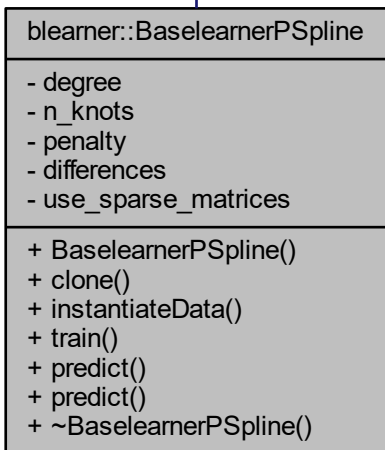 blearner::BaselearnerPSpline
- degree
- n_knots
- penalty
- differences
- use_sparse_matrices
+ BaselearnerPSpline()
+ clone()
+ instantiateData()
+ train()
+ predict()
+ predict()
+ ~BaselearnerPSpline()